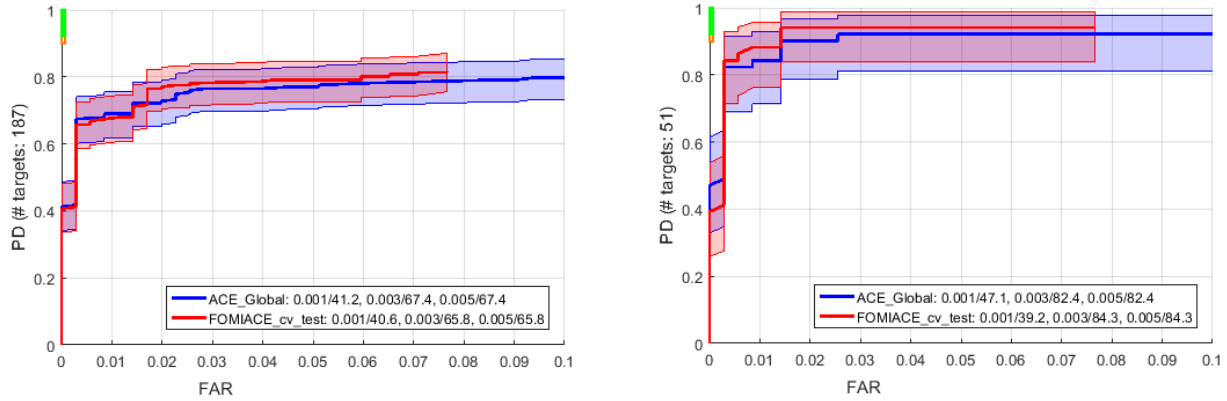 1
0.8
0.6
0.4
0.2
0
PD (# targets: 187)
ACE_Global: 0.001/41.2, 0.003/67.4, 0.005/67.4
FOMIACE_cv_test: 0.001/40.6, 0.003/65.8, 0.005/65.8
0 0.01 0.02 0.03 0.04 0.05 0.06 0.07 0.08 0.09 0.1
FAR
1
0.8
0.6
0.4
0.2
0
PD (# targets: 51)
ACE_Global: 0.001/47.1, 0.003/82.4, 0.005/82.4
FOMIACE_cv_test: 0.001/39.2, 0.003/84.3, 0.005/84.3
0 0.01 0.02 0.03 0.04 0.05 0.06 0.07 0.08 0.09 0.1
FAR